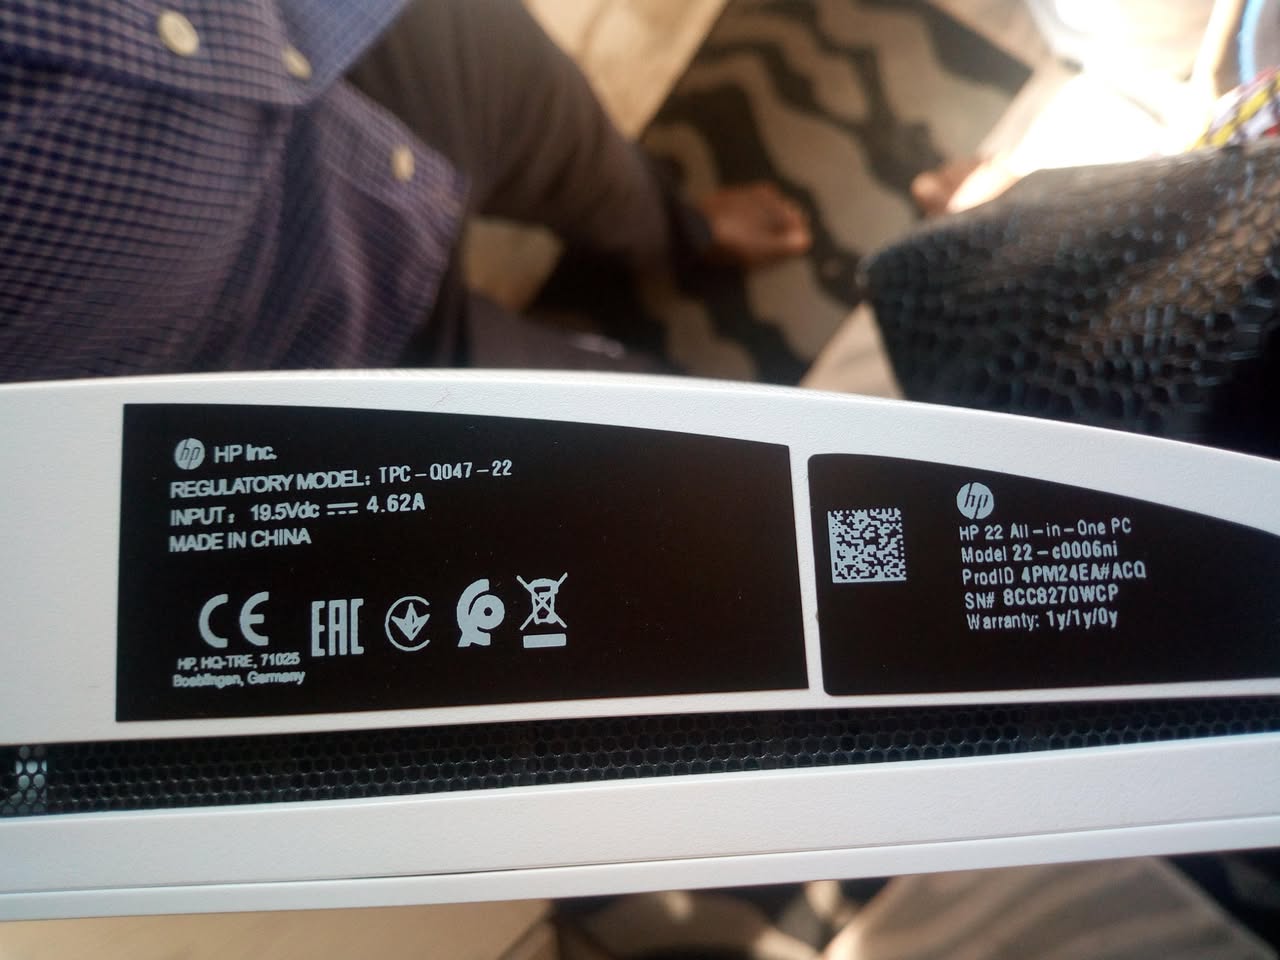 hp HP Inc.
REGULATORY MODEL: TPC-Q047-22
INPUT: 19.5Vdc ⎓ 4.62A
MADE IN CHINA
CE EAC
HP, HQ-TRE, 71025
Boeblingen, Germany
hp
HP 22 All-in-One PC
Model 22-c0006ni
ProdID 4PM24EA#ACQ
SN# 8CC8270WCP
Warranty: 1y/1y/0y